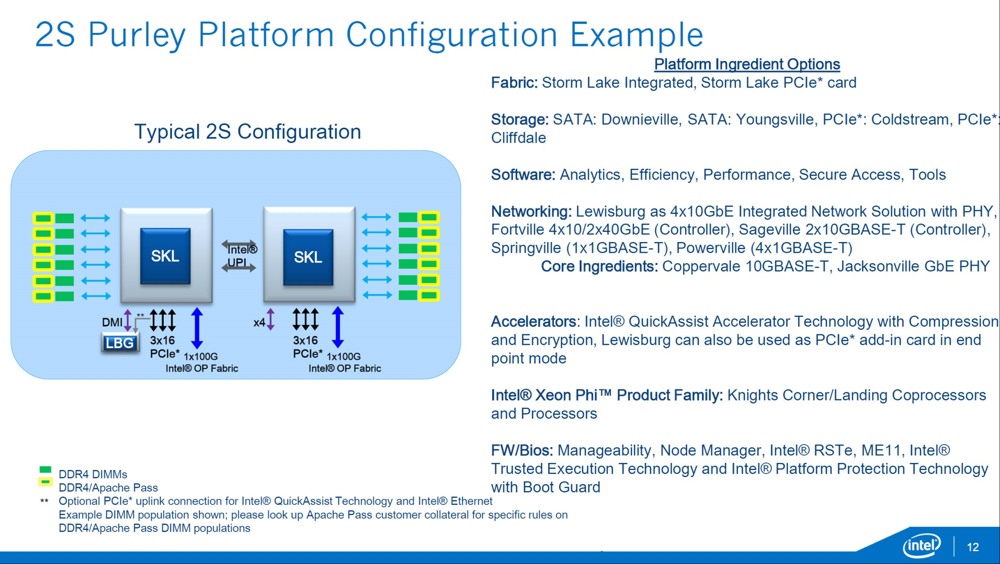 2S Purley Platform Configuration Example
Platform Ingredient Options
Fabric: Storm Lake Integrated, Storm Lake PCIe* card
Storage: SATA: Downieville, SATA: Youngsville, PCIe*: Coldstream, PCIe*:
Cliffdale
Software: Analytics, Efficiency, Performance, Secure Access, Tools
Networking: Lewisburg as 4x10GbE Integrated Network Solution with PHY,
Fortville 4x10/2x40GbE (Controller), Sageville 2x10GBASE-T (Controller),
Springville (1x1GBASE-T), Powerville (4x1GBASE-T)
Core Ingredients: Coppervale 10GBASE-T, Jacksonville GbE PHY
Accelerators: Intel® QuickAssist Accelerator Technology with Compression
and Encryption, Lewisburg can also be used as PCIe* add-in card in end
point mode
Intel® Xeon Phi™ Product Family: Knights Corner/Landing Coprocessors
and Processors
FW/Bios: Manageability, Node Manager, Intel® RSTe, ME11, Intel®
Trusted Execution Technology and Intel® Platform Protection Technology
with Boot Guard
Typical 2S Configuration
SKL
Intel®
UPI
SKL
DMI
**
LBG
3x16
PCIe*
1x100G
Intel® OP Fabric
x4
3x16
PCIe*
1x100G
Intel® OP Fabric
DDR4 DIMMs
DDR4/Apache Pass
** Optional PCIe* uplink connection for Intel® QuickAssist Technology and Intel® Ethernet
Example DIMM population shown; please look up Apache Pass customer collateral for specific rules on
DDR4/Apache Pass DIMM populations
intel
12